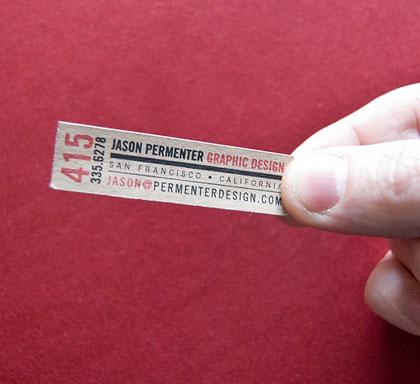 415
335.6278
JASON PERMENTER GRAPHIC DESIGN
SAN FRANCISCO • CALIFORNIA
JASON@PERMENTERDESIGN.COM